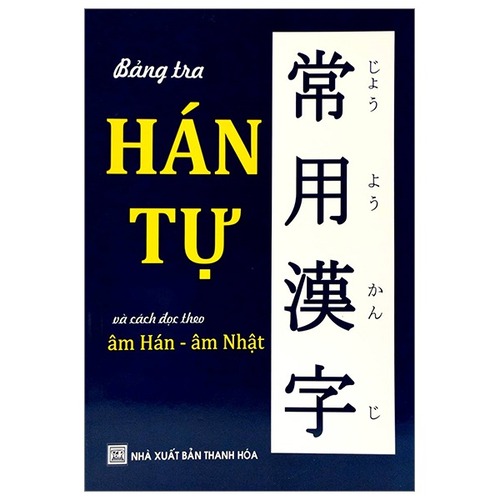 Bảng tra
HÁN
TỰ
và cách đọc theo
âm Hán - âm Nhật
常用漢字
じょう よう かん じ
NHÀ XUẤT BẢN THANH HÓA